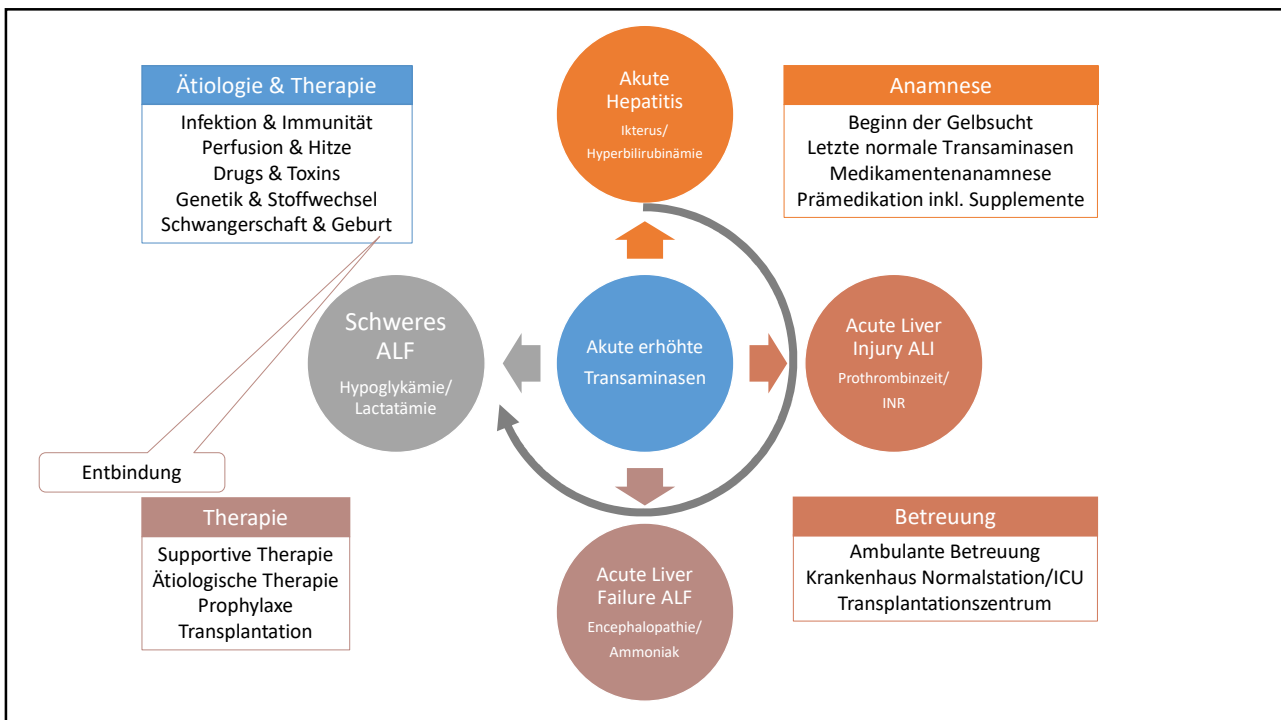 Ätiologie & Therapie
Infektion & Immunität
Perfusion & Hitze
Drugs & Toxins
Genetik & Stoffwechsel
Schwangerschaft & Geburt
Akute
Hepatitis
Ikterus/
Hyperbilirubinämie
Anamnese
Beginn der Gelbsucht
Letzte normale Transaminasen
Medikamentenanamnese
Prämedikation inkl. Supplemente
Schweres
ALF
Hypoglykämie/
Lactatämie
Akute erhöhte
Transaminasen
Acute Liver
Injury ALI
Prothrombinzeit/
INR
Entbindung
Therapie
Supportive Therapie
Ätiologische Therapie
Prophylaxe
Transplantation
Acute Liver
Failure ALF
Encephalopathie/
Ammoniak
Betreuung
Ambulante Betreuung
Krankenhaus Normalstation/ICU
Transplantationszentrum